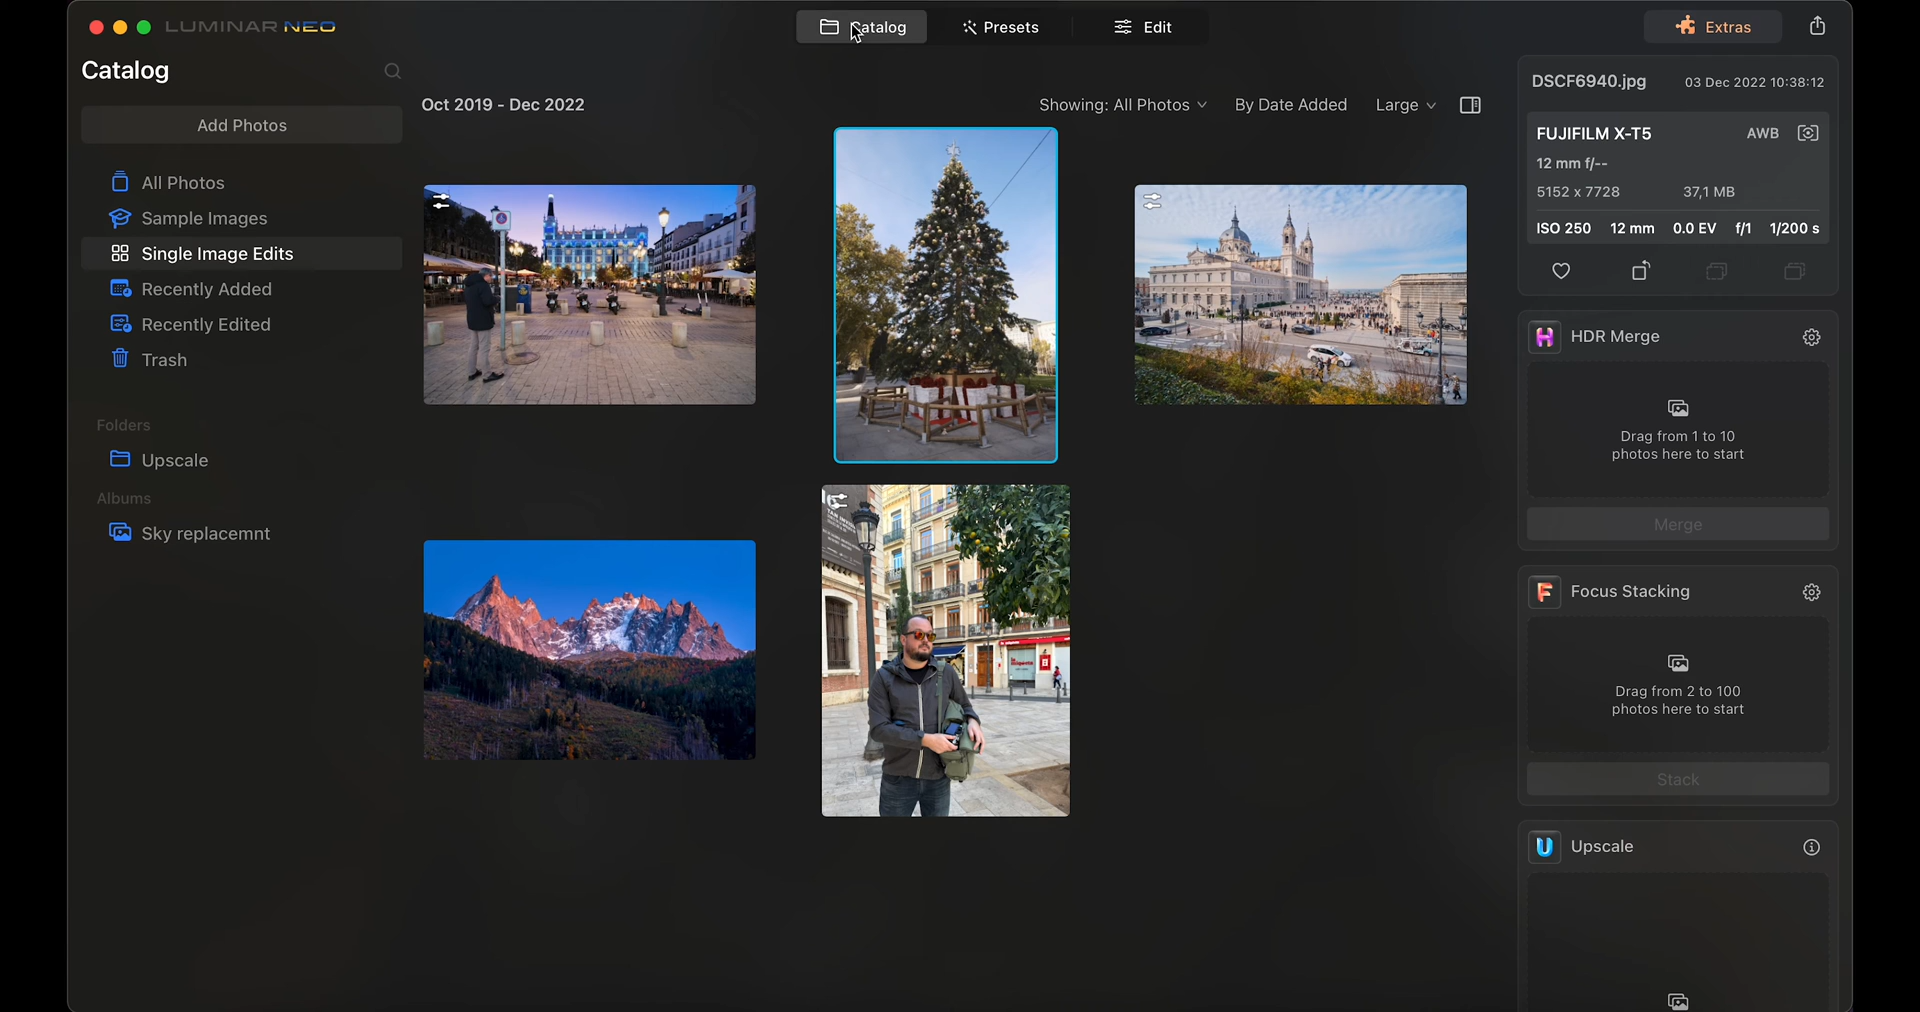 LUMINAR NEO
Catalog
Presets
Edit
Extras
Catalog
Add Photos
All Photos
Sample Images
Single Image Edits
Recently Added
Recently Edited
Trash
Folders
Upscale
Albums
Sky replacemnt
Oct 2019 - Dec 2022
Showing: All Photos
By Date Added
Large
DSCF6940.jpg
03 Dec 2022 10:38:12
FUJIFILM X-T5
AWB
12 mm f/--
5152 x 7728
37,1 MB
ISO 250
12 mm
0.0 EV
f/1
1/200 s
HDR Merge
Drag from 1 to 10
photos here to start
Merge
Focus Stacking
Drag from 2 to 100
photos here to start
Stack
Upscale